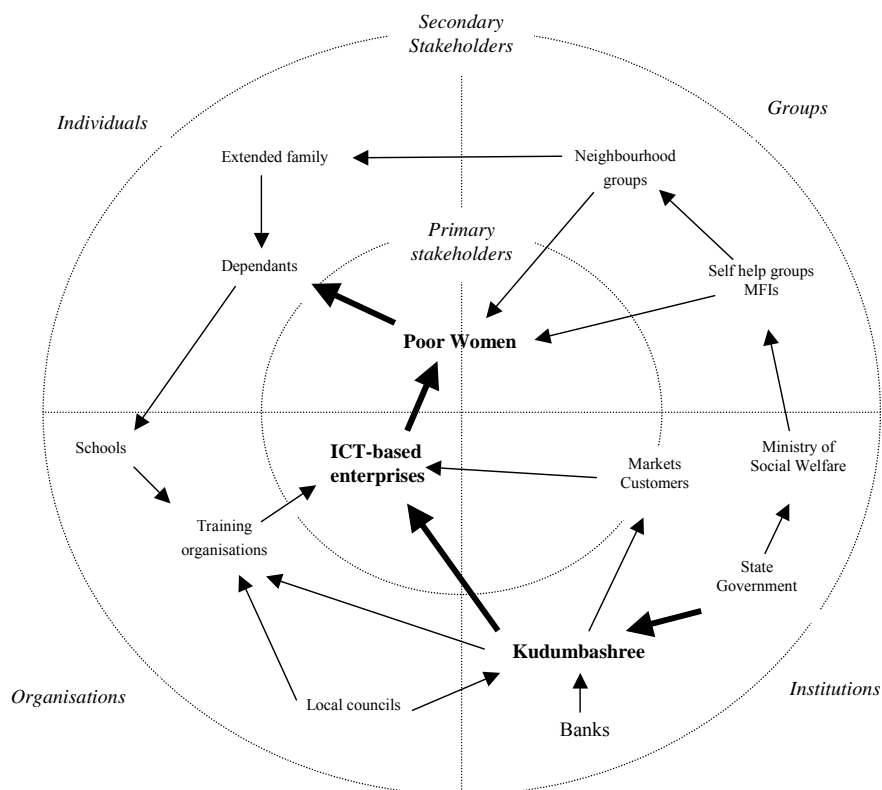 Secondary
Stakeholders
Individuals
Groups
Extended family
Neighbourhood
groups
Primary
stakeholders
Dependants
Self help groups
MFIs
Poor Women
Schools
ICT-based
enterprises
Markets
Customers
Ministry of
Social Welfare
Training
organisations
State
Government
Kudumbashree
Organisations
Local councils
Institutions
Banks